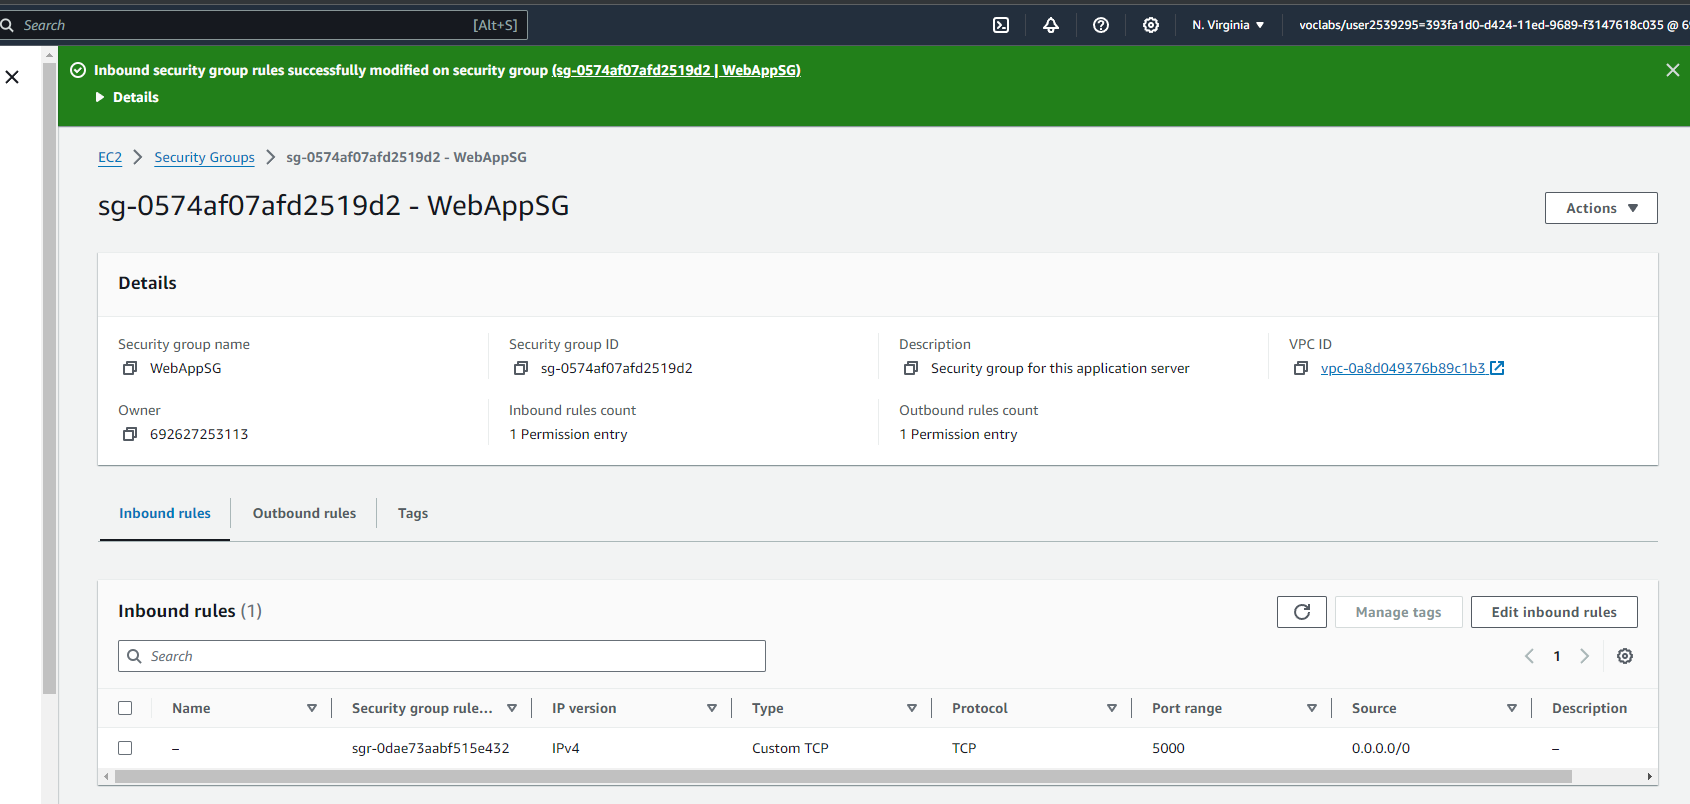 Search [Alt+S] N. Virginia voclabs/user2539295=393fa1d0-d424-11ed-9689-f3147618c035 @
Inbound security group rules successfully modified on security group (sg-0574af07afd2519d2 | WebAppSG)
Details
EC2 Security Groups sg-0574af07afd2519d2 - WebAppSG
sg-0574af07afd2519d2 - WebAppSG
Actions
Details
Security group name Security group ID Description VPC ID
WebAppSG sg-0574af07afd2519d2 Security group for this application server vpc-0a8d049376b89c1b3
Owner Inbound rules count Outbound rules count
692627253113 1 Permission entry 1 Permission entry
Inbound rules Outbound rules Tags
Inbound rules (1) Manage tags Edit inbound rules
Search 1
Name Security group rule... IP version Type Protocol Port range Source Description
– sgr-0dae73aabf515e432 IPv4 Custom TCP TCP 5000 0.0.0.0/0 –